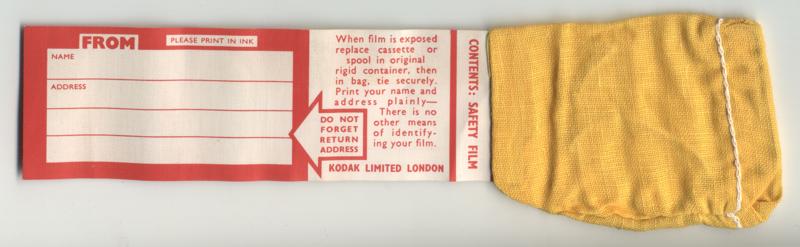 FROM
PLEASE PRINT IN INK
NAME
ADDRESS
When film is exposed
replace cassette or
spool in original
rigid container, then
in bag, tie securely.
Print your name and
address plainly—
There is no
other means
of identify-
ing your film.
DO NOT
FORGET
RETURN
ADDRESS
KODAK LIMITED LONDON
CONTENTS: SAFETY FILM